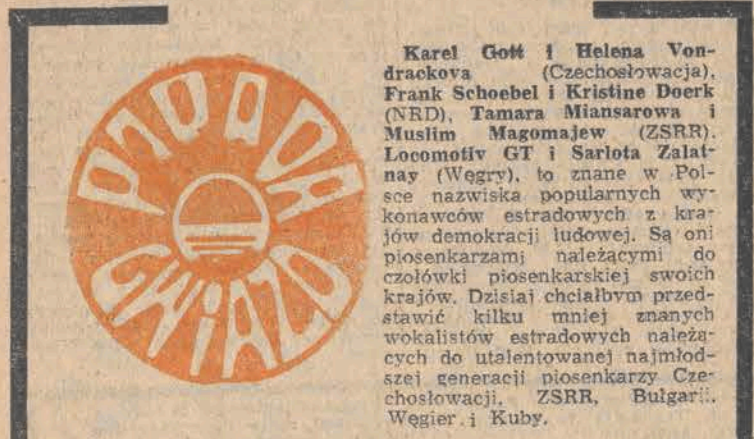 PARADA
GWIAZD
Karel Gott i Helena Von-
drackova (Czechosłowacja),
Frank Schoebel i Kristine Doerk
(NRD), Tamara Miansarowa i
Muslim Magomajew (ZSRR),
Locomotiv GT i Sarlota Zalat-
nay (Węgry), to znane w Pol-
sce nazwiska popularnych wy-
konawców estradowych z kra-
jów demokracji ludowej. Są oni
piosenkarzamj należącymi do
czołówki piosenkarskiej swoich
krajów. Dzisiaj chciałbym przed-
stawić kilku mniej znanych
wokalistów estradowych należą-
cych do utalentowanej najmłod-
szej generacji piosenkarzy Cze-
chosłowacji, ZSRR, Bułgarii,
Węgier i Kuby.